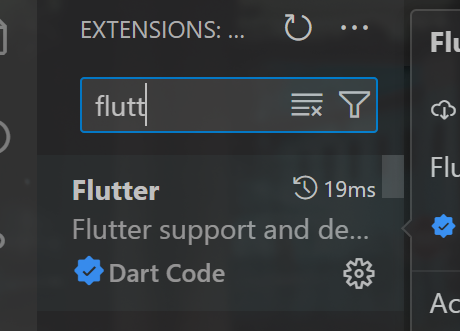 EXTENSIONS: ...
flutt
Flutter
19ms
Flutter support and de...
Dart Code
Flu
Flu
Ac